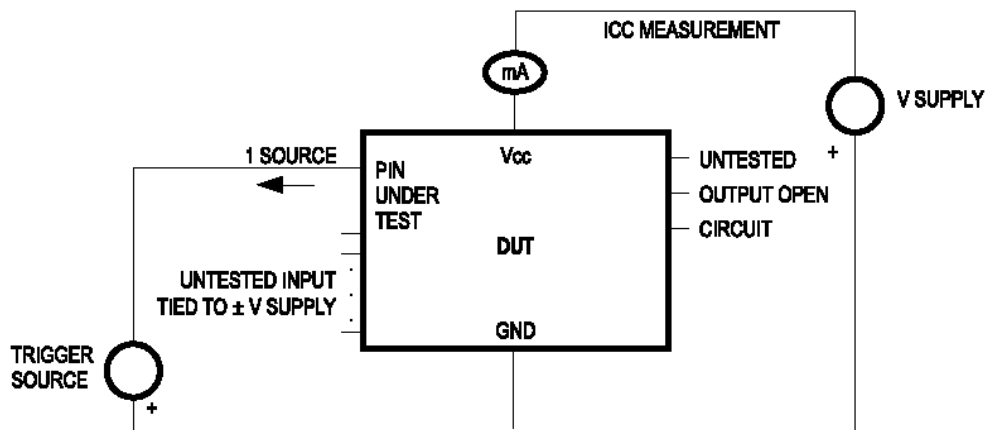 ICC MEASUREMENT
mA
V SUPPLY
+
1 SOURCE
Vcc
PIN
UNDER
TEST
UNTESTED
OUTPUT OPEN
CIRCUIT
DUT
UNTESTED INPUT
TIED TO ± V SUPPLY
GND
TRIGGER
SOURCE
+